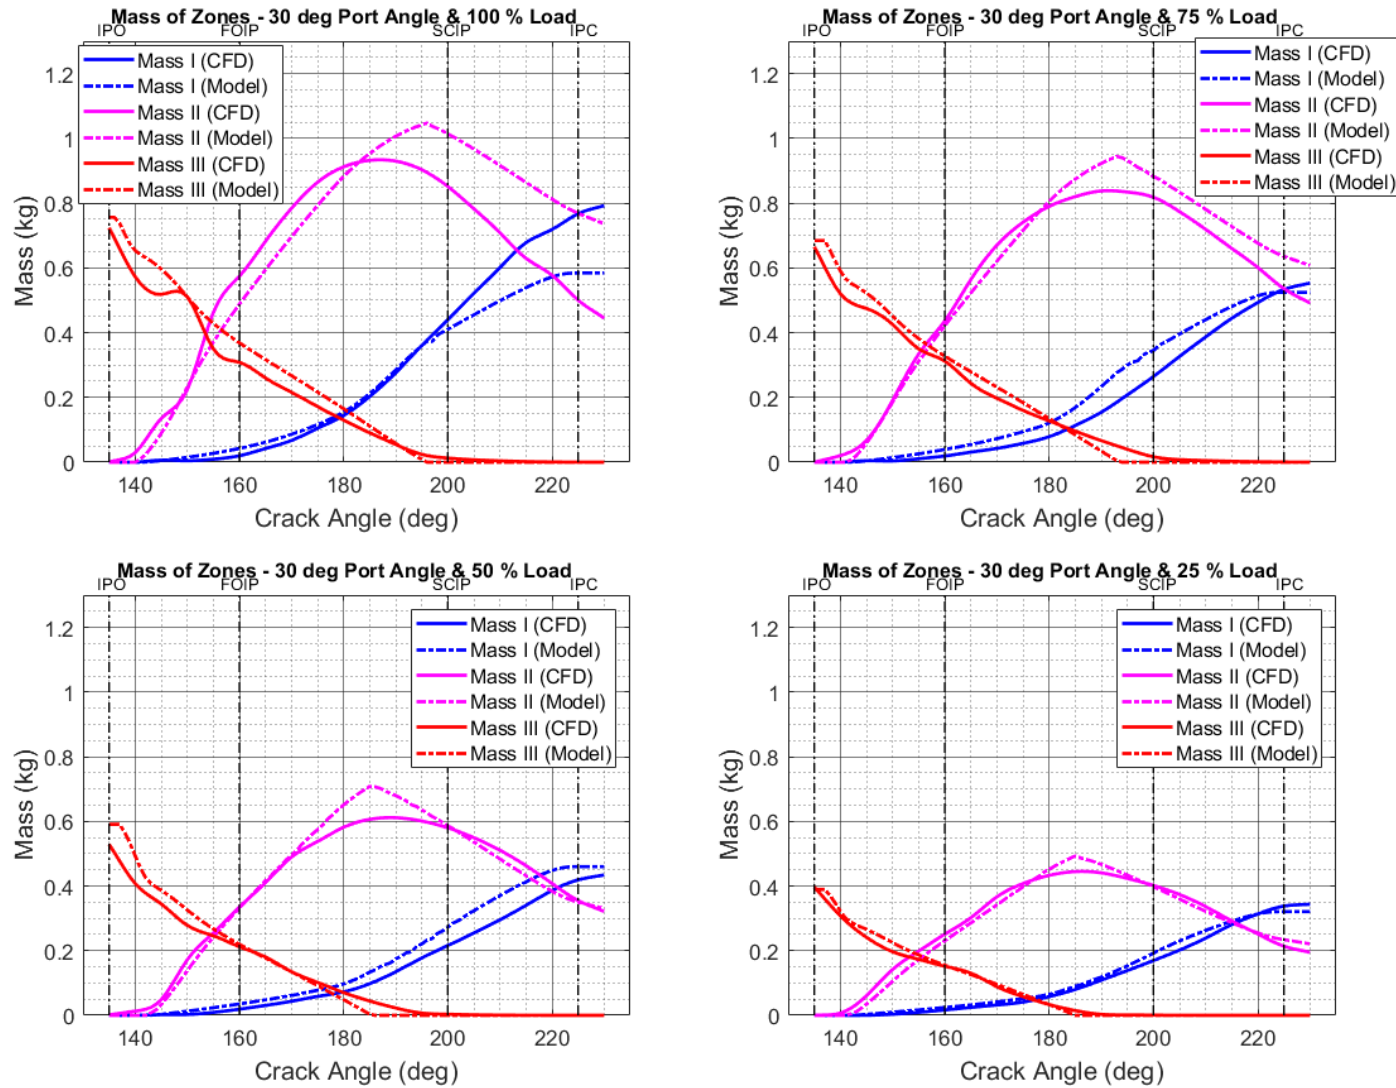 Mass of Zones - 30 deg Port Angle & 100 % Load
IPO FOIP SCIP IPC
Mass I (CFD)
Mass I (Model)
Mass II (CFD)
Mass II (Model)
Mass III (CFD)
Mass III (Model)
Mass (kg)
1.2
1
0.8
0.6
0.4
0.2
0
140 160 180 200 220
Crack Angle (deg)
Mass of Zones - 30 deg Port Angle & 75 % Load
IPO FOIP SCIP IPC
Mass I (CFD)
Mass I (Model)
Mass II (CFD)
Mass II (Model)
Mass III (CFD)
Mass III (Model)
Mass (kg)
1.2
1
0.8
0.6
0.4
0.2
0
140 160 180 200 220
Crack Angle (deg)
Mass of Zones - 30 deg Port Angle & 50 % Load
IPO FOIP SCIP IPC
Mass I (CFD)
Mass I (Model)
Mass II (CFD)
Mass II (Model)
Mass III (CFD)
Mass III (Model)
Mass (kg)
1.2
1
0.8
0.6
0.4
0.2
0
140 160 180 200 220
Crack Angle (deg)
Mass of Zones - 30 deg Port Angle & 25 % Load
IPO FOIP SCIP IPC
Mass I (CFD)
Mass I (Model)
Mass II (CFD)
Mass II (Model)
Mass III (CFD)
Mass III (Model)
Mass (kg)
1.2
1
0.8
0.6
0.4
0.2
0
140 160 180 200 220
Crack Angle (deg)